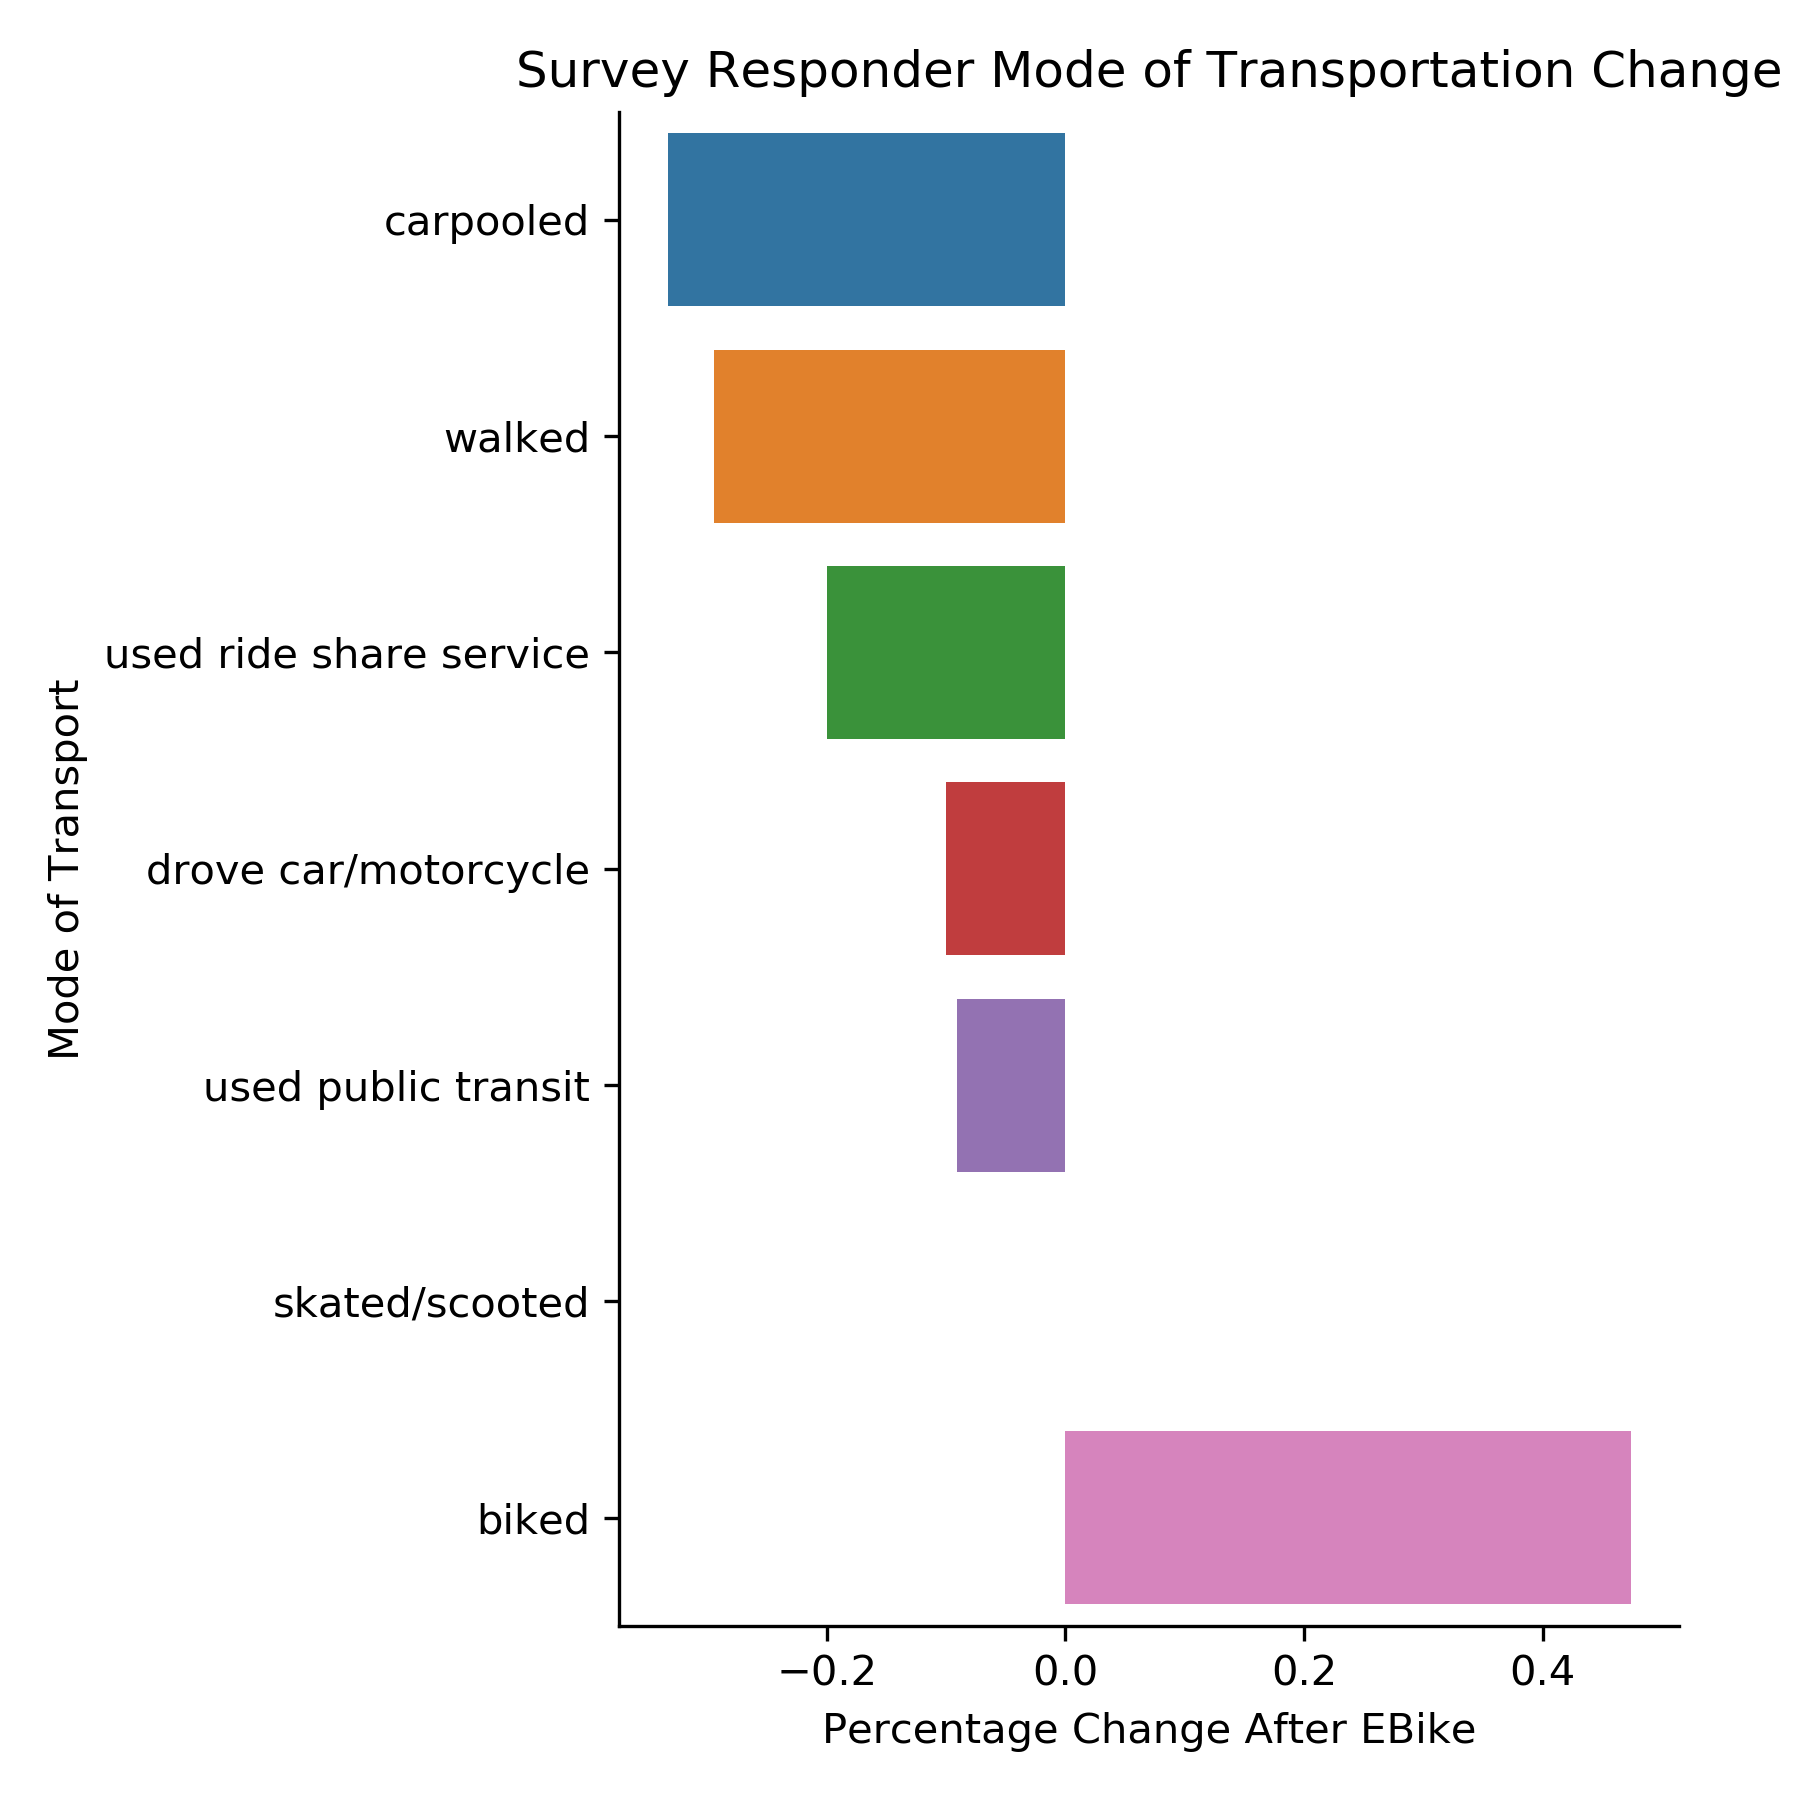 Survey Responder Mode of Transportation Change
carpooled
walked
used ride share service
drove car/motorcycle
used public transit
skated/scooted
biked
Mode of Transport
−0.2 0.0 0.2 0.4
Percentage Change After EBike